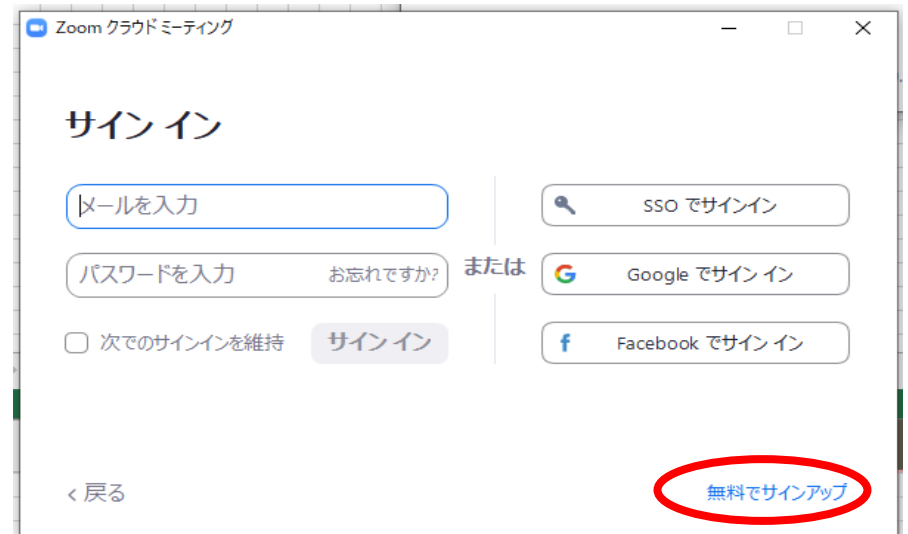 Zoom クラウド ミーティング
サイン イン
メールを入力
パスワードを入力 お忘れですか?
次でのサインインを維持 サイン イン
または
SSO でサインイン
Google でサイン イン
Facebook でサイン イン
< 戻る
無料でサインアップ